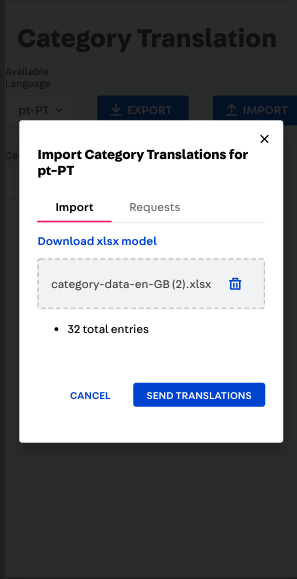 Category Translation
Available
Language
pt-PT
EXPORT
IMPORT
Import Category Translations for
pt-PT
Import
Requests
Download xlsx model
category-data-en-GB (2).xlsx
• 32 total entries
CANCEL
SEND TRANSLATIONS